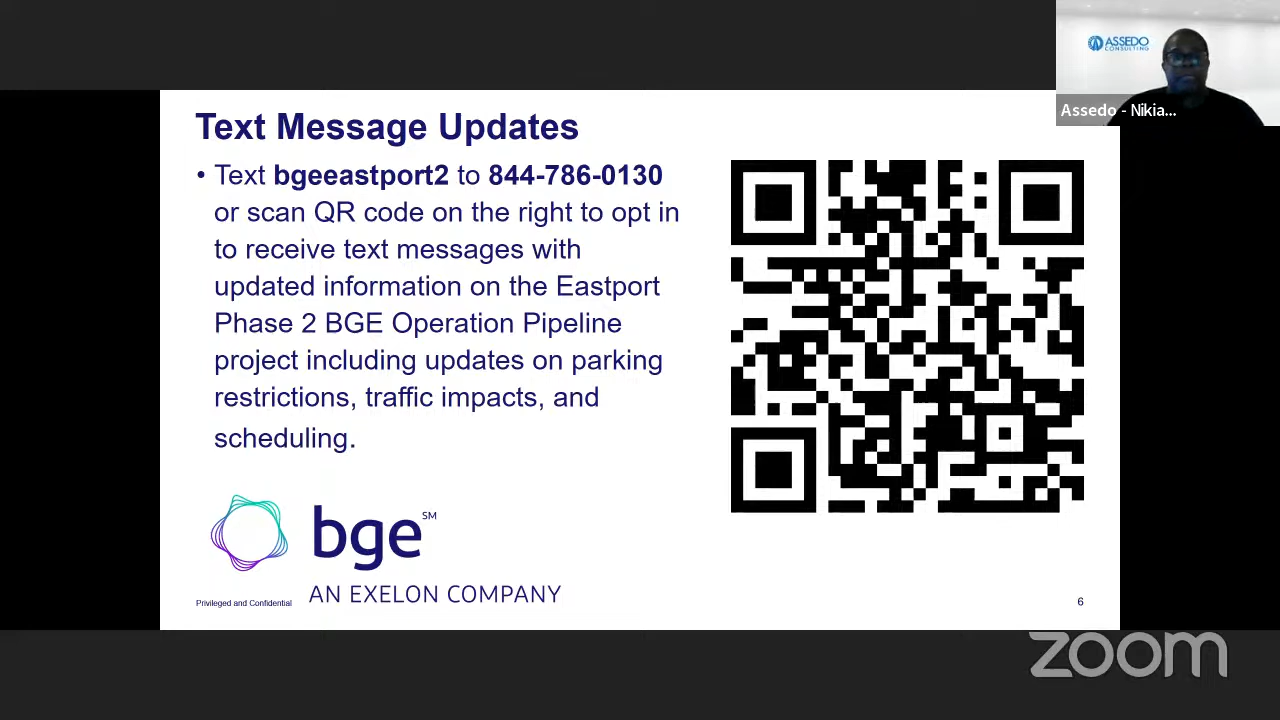 ASSEDO
CONSULTING
Assedo - Nikia...
Text Message Updates
• Text bgeeastport2 to 844-786-0130
or scan QR code on the right to opt in
to receive text messages with
updated information on the Eastport
Phase 2 BGE Operation Pipeline
project including updates on parking
restrictions, traffic impacts, and
scheduling.
bge SM
AN EXELON COMPANY
Privileged and Confidential
6
zoom